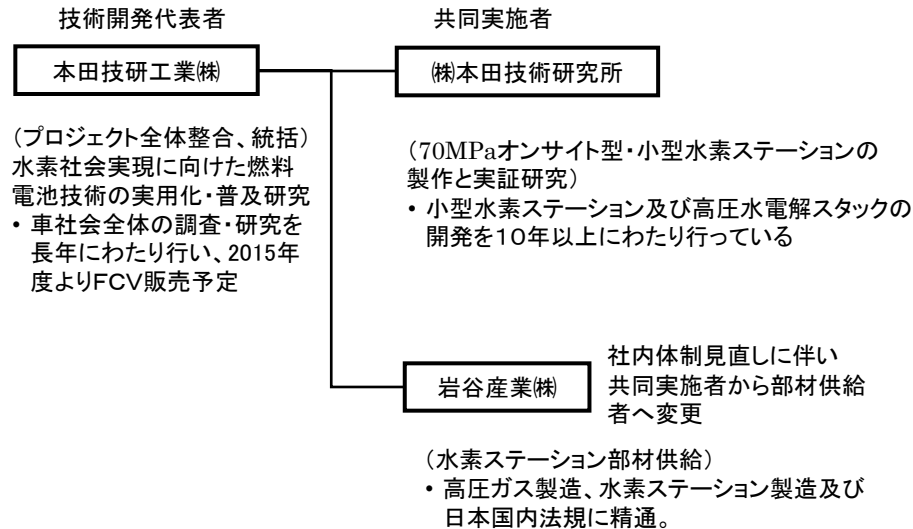 技術開発代表者
共同実施者
本田技研工業㈱
㈱本田技術研究所
（プロジェクト全体整合、統括）
水素社会実現に向けた燃料
電池技術の実用化・普及研究
• 車社会全体の調査・研究を
長年にわたり行い、2015年
度よりFCV販売予定
（70MPaオンサイト型・小型水素ステーションの
製作と実証研究）
• 小型水素ステーション及び高圧水電解スタックの
開発を１０年以上にわたり行っている
岩谷産業㈱
社内体制見直しに伴い
共同実施者から部材供給
者へ変更
（水素ステーション部材供給）
• 高圧ガス製造、水素ステーション製造及び
日本国内法規に精通。